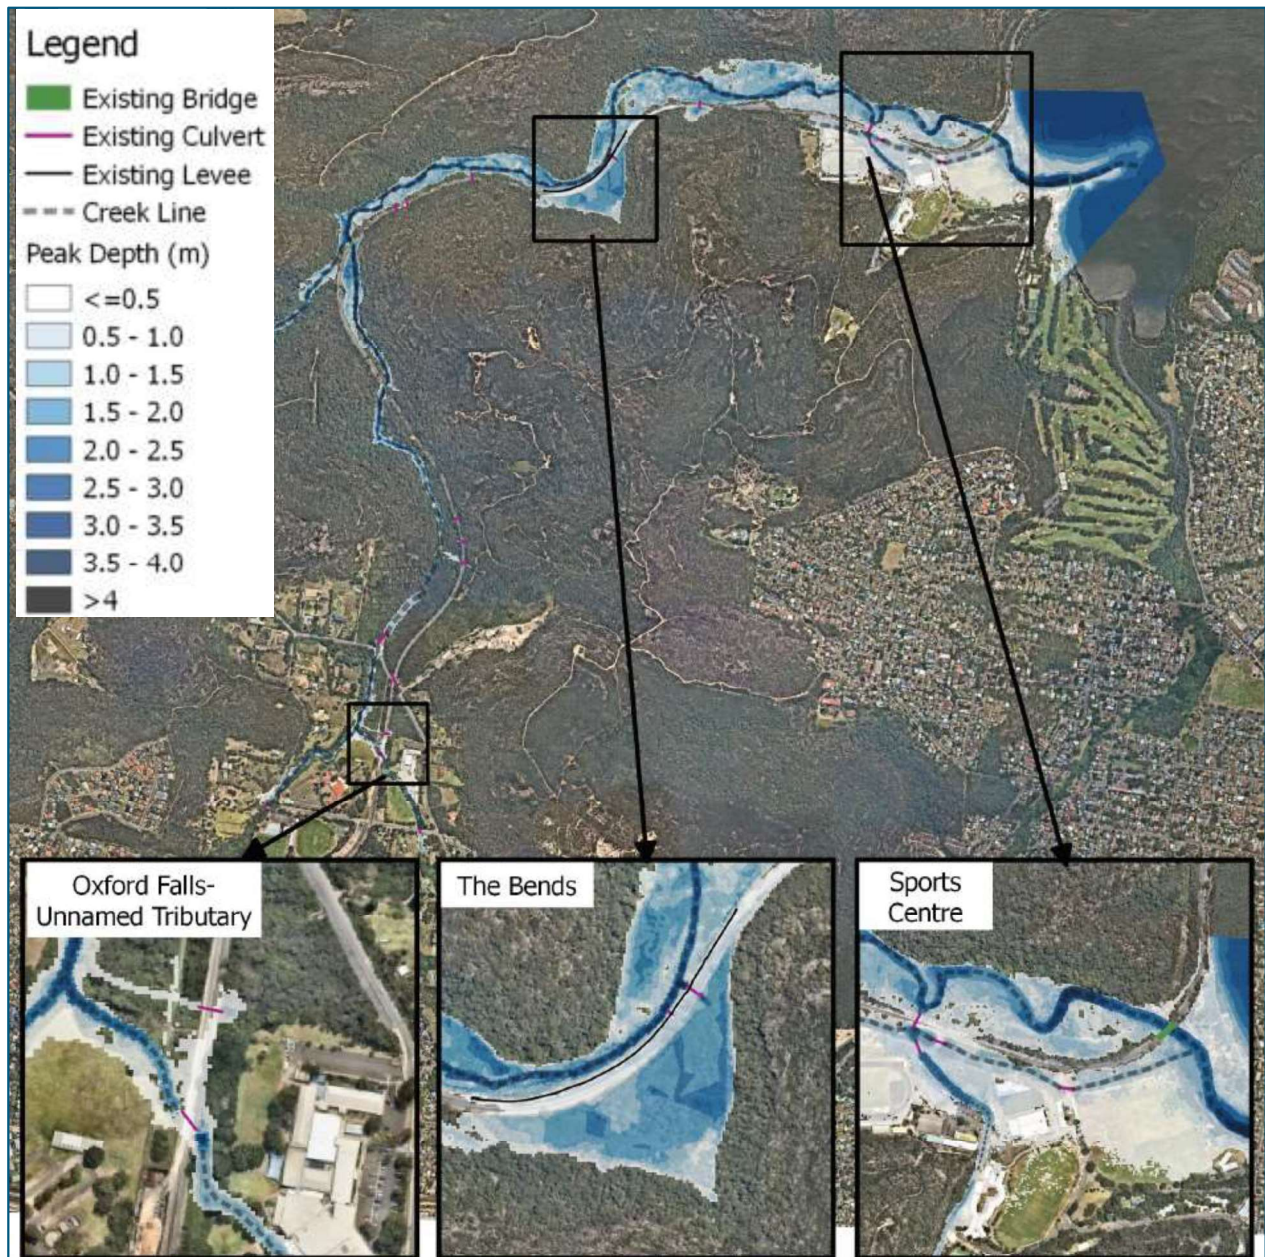 Legend
Existing Bridge
Existing Culvert
Existing Levee
Creek Line
Peak Depth (m)
<=0.5
0.5 - 1.0
1.0 - 1.5
1.5 - 2.0
2.0 - 2.5
2.5 - 3.0
3.0 - 3.5
3.5 - 4.0
>4
Oxford Falls-
Unnamed Tributary
The Bends
Sports
Centre